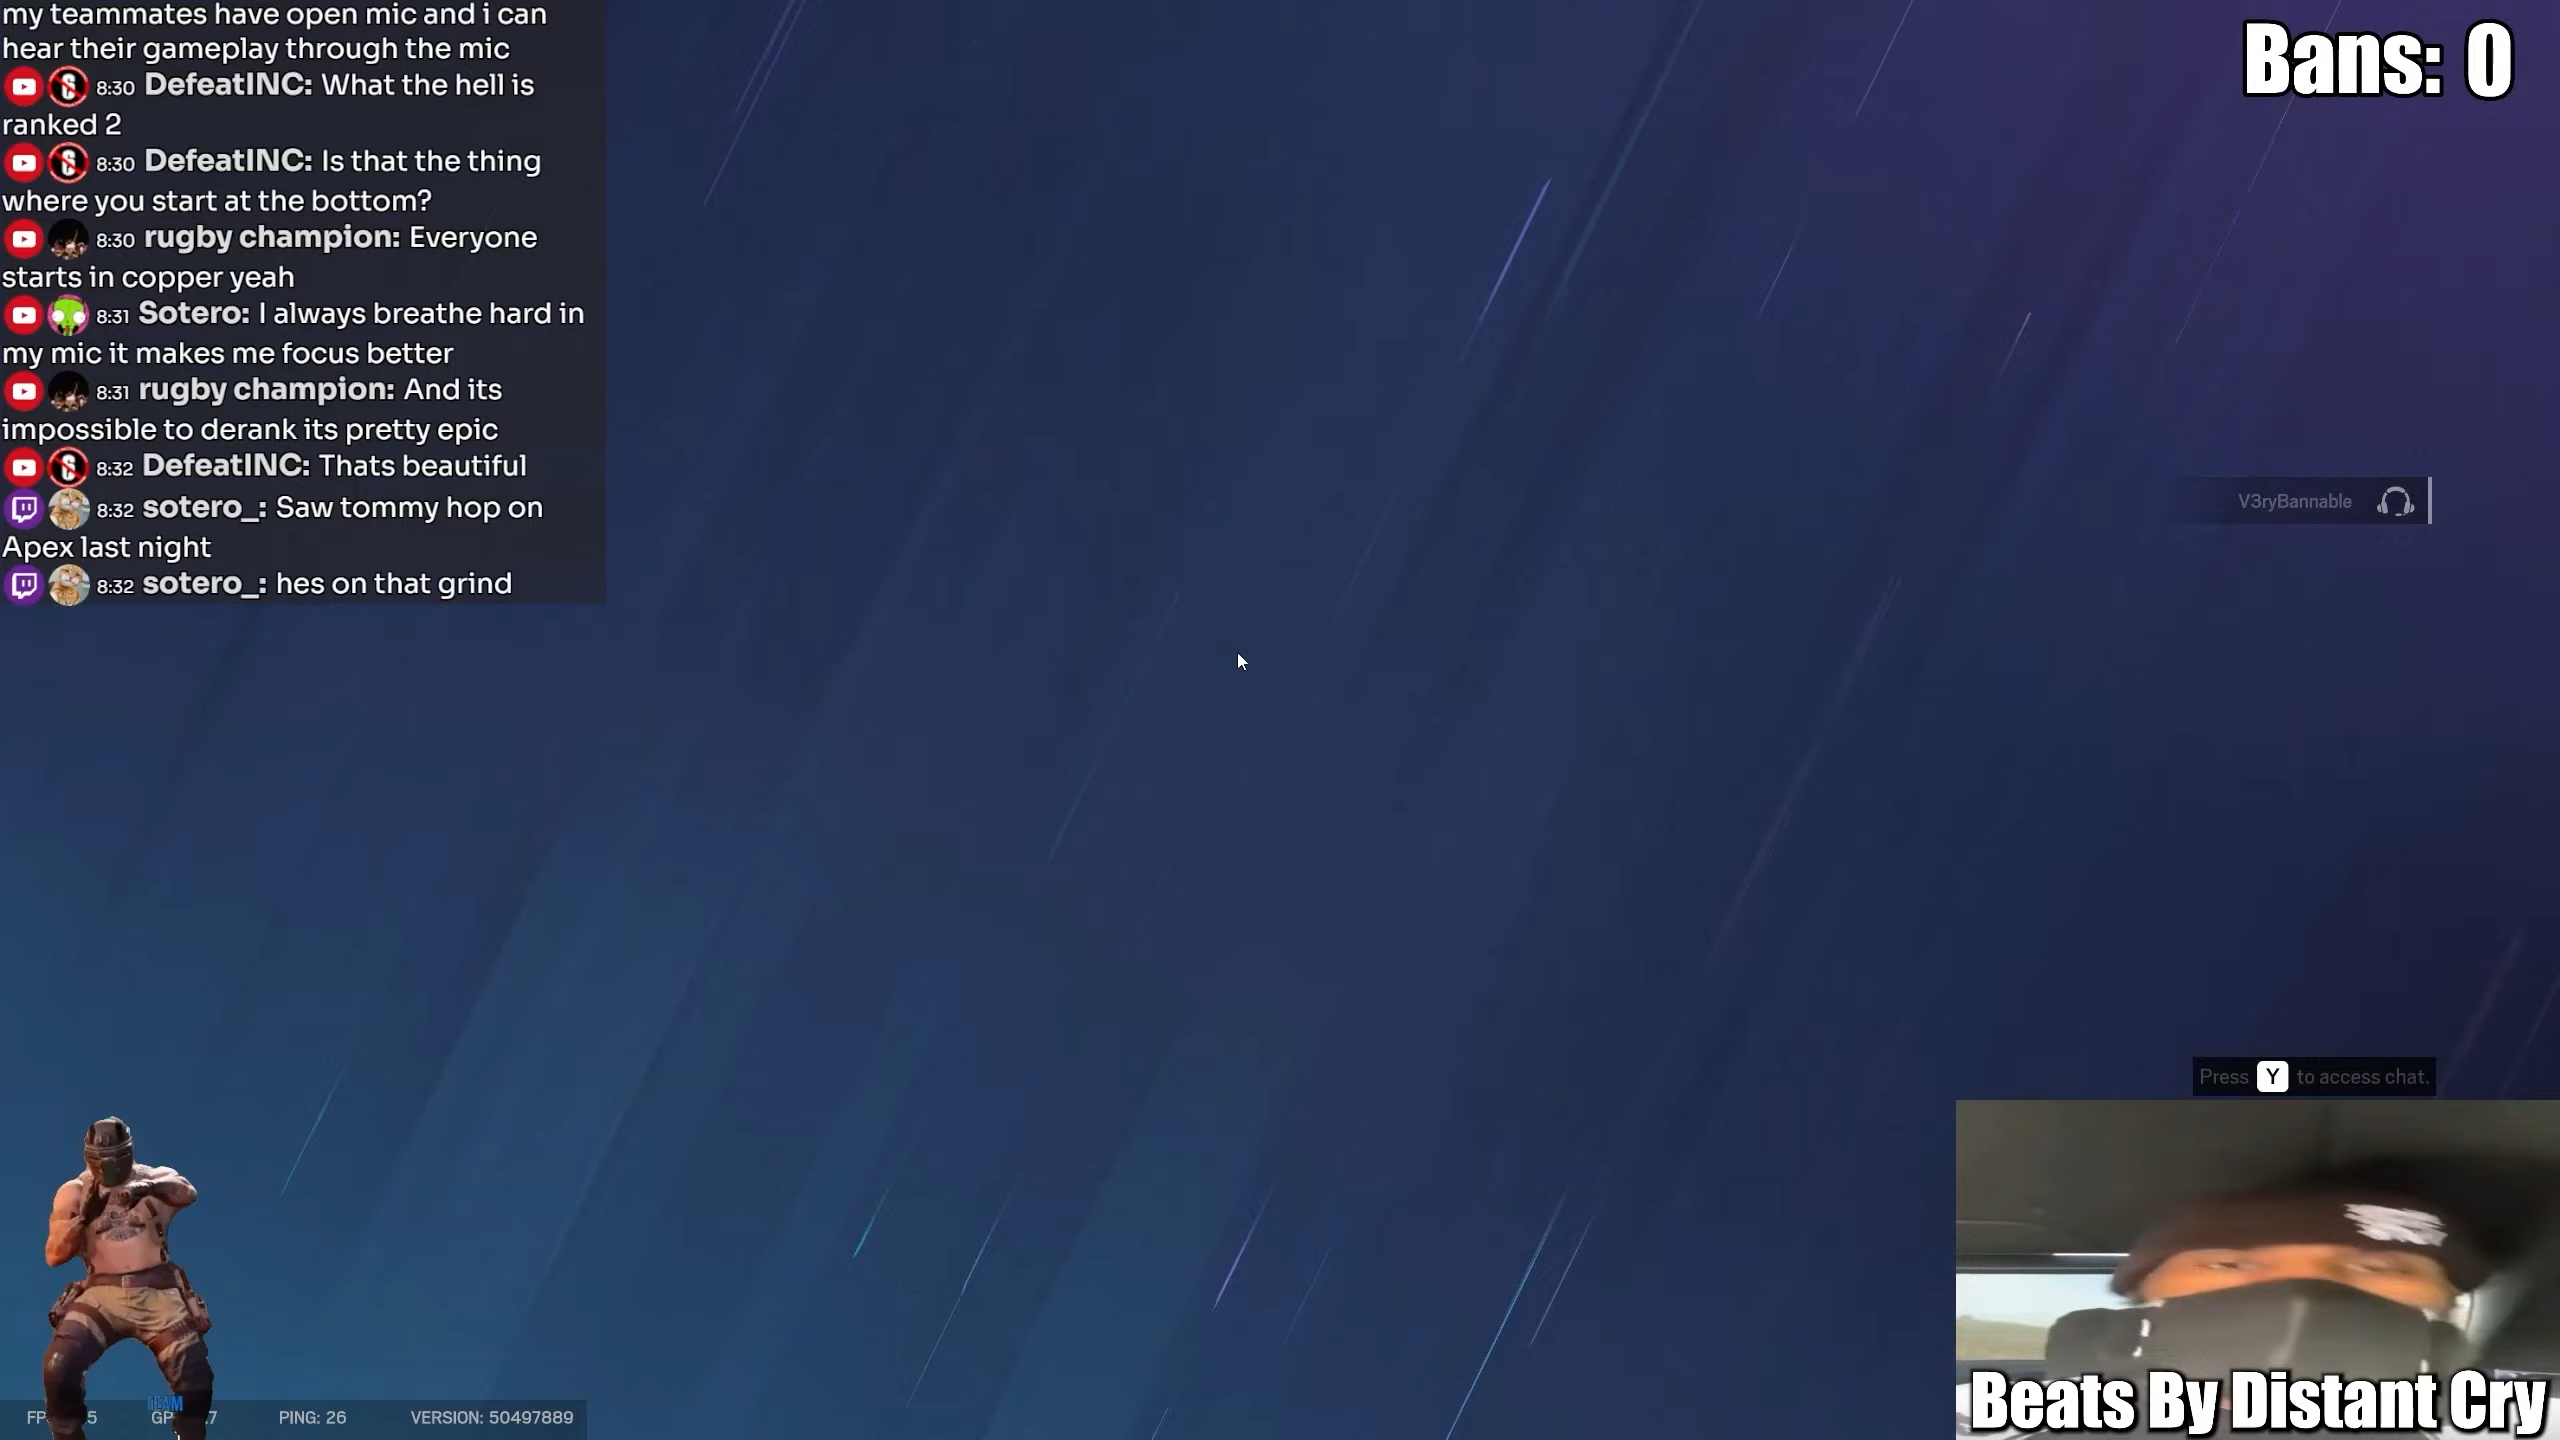 my teammates have open mic and i can
hear their gameplay through the mic
8:30 DefeatINC: What the hell is
ranked 2
8:30 DefeatINC: Is that the thing
where you start at the bottom?
8:30 rugby champion: Everyone
starts in copper yeah
8:31 Sotero: I always breathe hard in
my mic it makes me focus better
8:31 rugby champion: And its
impossible to derank its pretty epic
8:32 DefeatINC: Thats beautiful
8:32 sotero_: Saw tommy hop on
Apex last night
8:32 sotero_: hes on that grind
Bans: 0
V3ryBannable
Press Y to access chat.
TEAM
PING: 26 VERSION: 50497889
Beats By Distant Cry